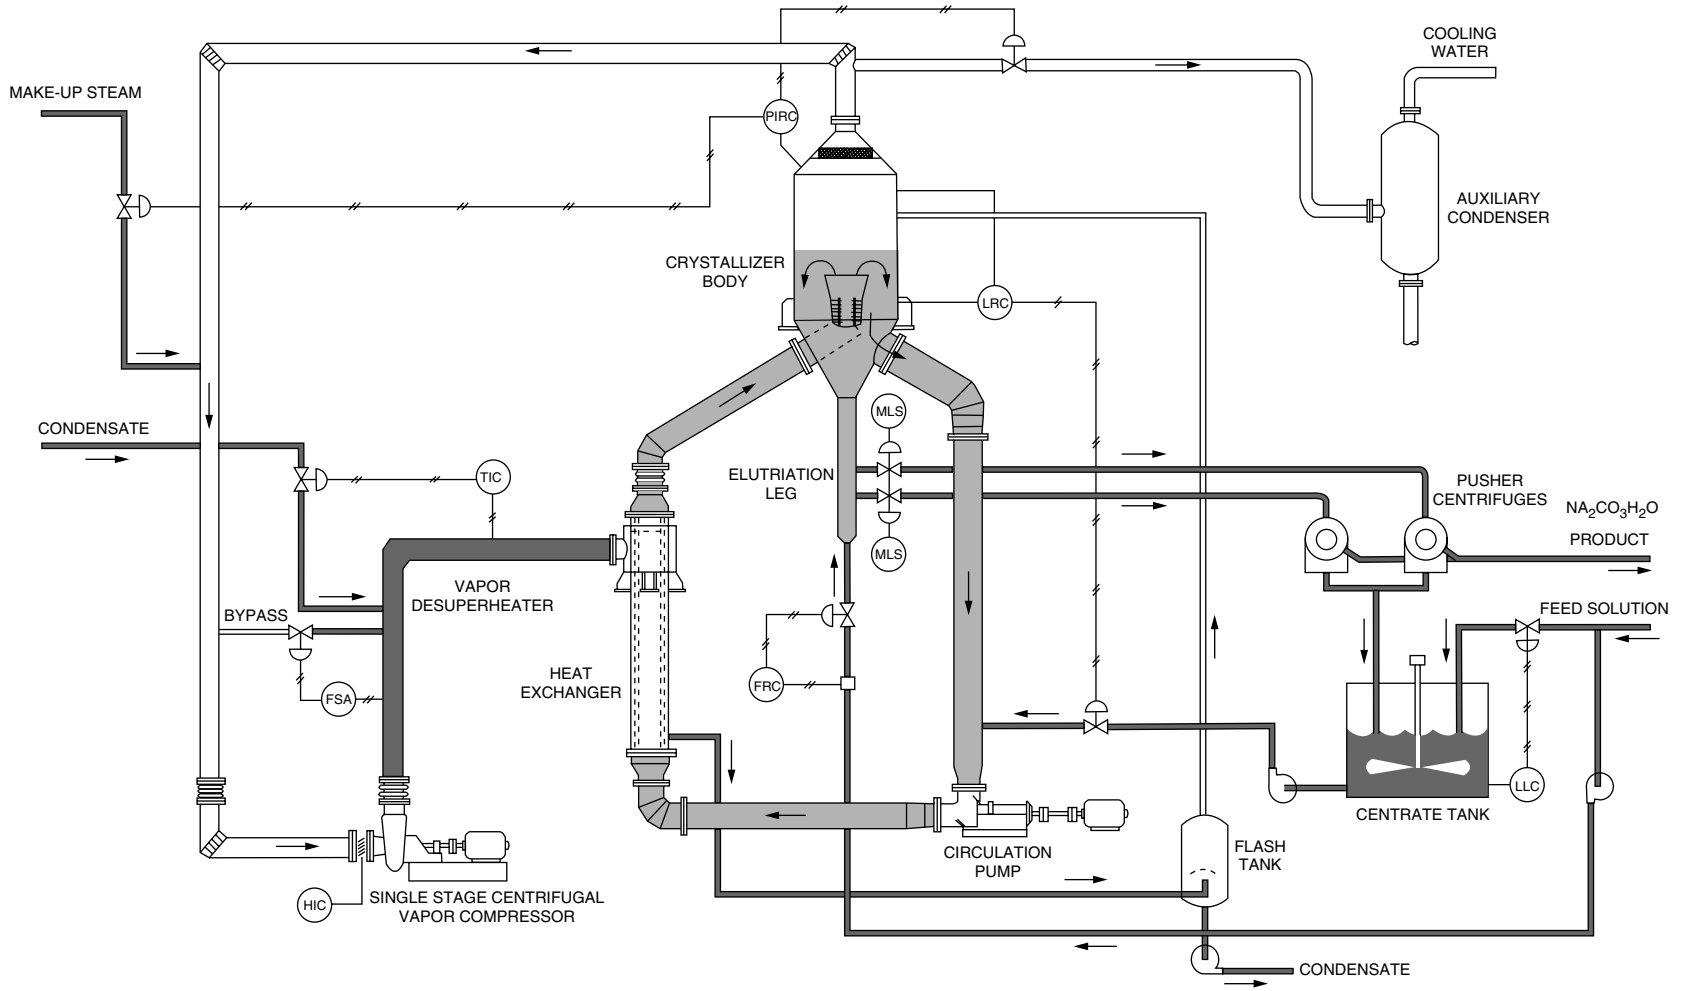 COOLING
WATER
MAKE-UP STEAM
PIRC
AUXILIARY
CONDENSER
CRYSTALLIZER
BODY
LRC
MLS
CONDENSATE
TIC
ELUTRIATION
LEG
PUSHER
CENTRIFUGES
NA2CO3H2O
PRODUCT
MLS
VAPOR
DESUPERHEATER
BYPASS
FEED SOLUTION
HEAT
EXCHANGER
FRC
FSA
LLC
CENTRATE TANK
CIRCULATION
PUMP
FLASH
TANK
HIC
SINGLE STAGE CENTRIFUGAL
VAPOR COMPRESSOR
CONDENSATE